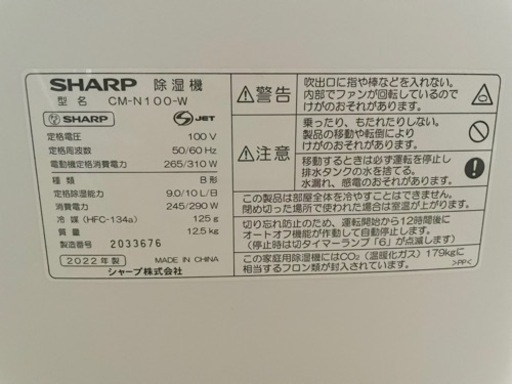 SHARP 除湿機
型名 CM-N100-W
SHARP S JET
定格電圧 100 V
定格周波数 50/60 Hz
電動機定格消費電力 265/310 W
種類 B形
定格除湿能力 9.0/10 L/日
消費電力 245/290 W
冷媒(HFC-134a) 125 g
質量 12.5 kg
製造番号 2033676
2022年製 MADE IN CHINA
シャープ株式会社
警告
吹出口に指や棒などを入れない。
内部でファンが回転しているので
けがのおそれがあります。
注意
乗ったり、もたれたりしない。
製品の移動や転倒により
けがのおそれがあります。
移動するときは必ず運転を停止し
排水タンクの水を捨てる。
水漏れ、感電のおそれあり。
この製品は部屋全体を冷やすことはできません。
閉め切った場所で使われた場合は室温が上がります。
切り忘れ防止のため、運転開始から12時間後に
オートオフ機能が作動して自動停止します。
(停止時は切タイマーランプ「6」が点滅します)
この家庭用除湿機にはCO₂(温暖化ガス)179kgに
相当するフロン類が封入されています。
>PP<